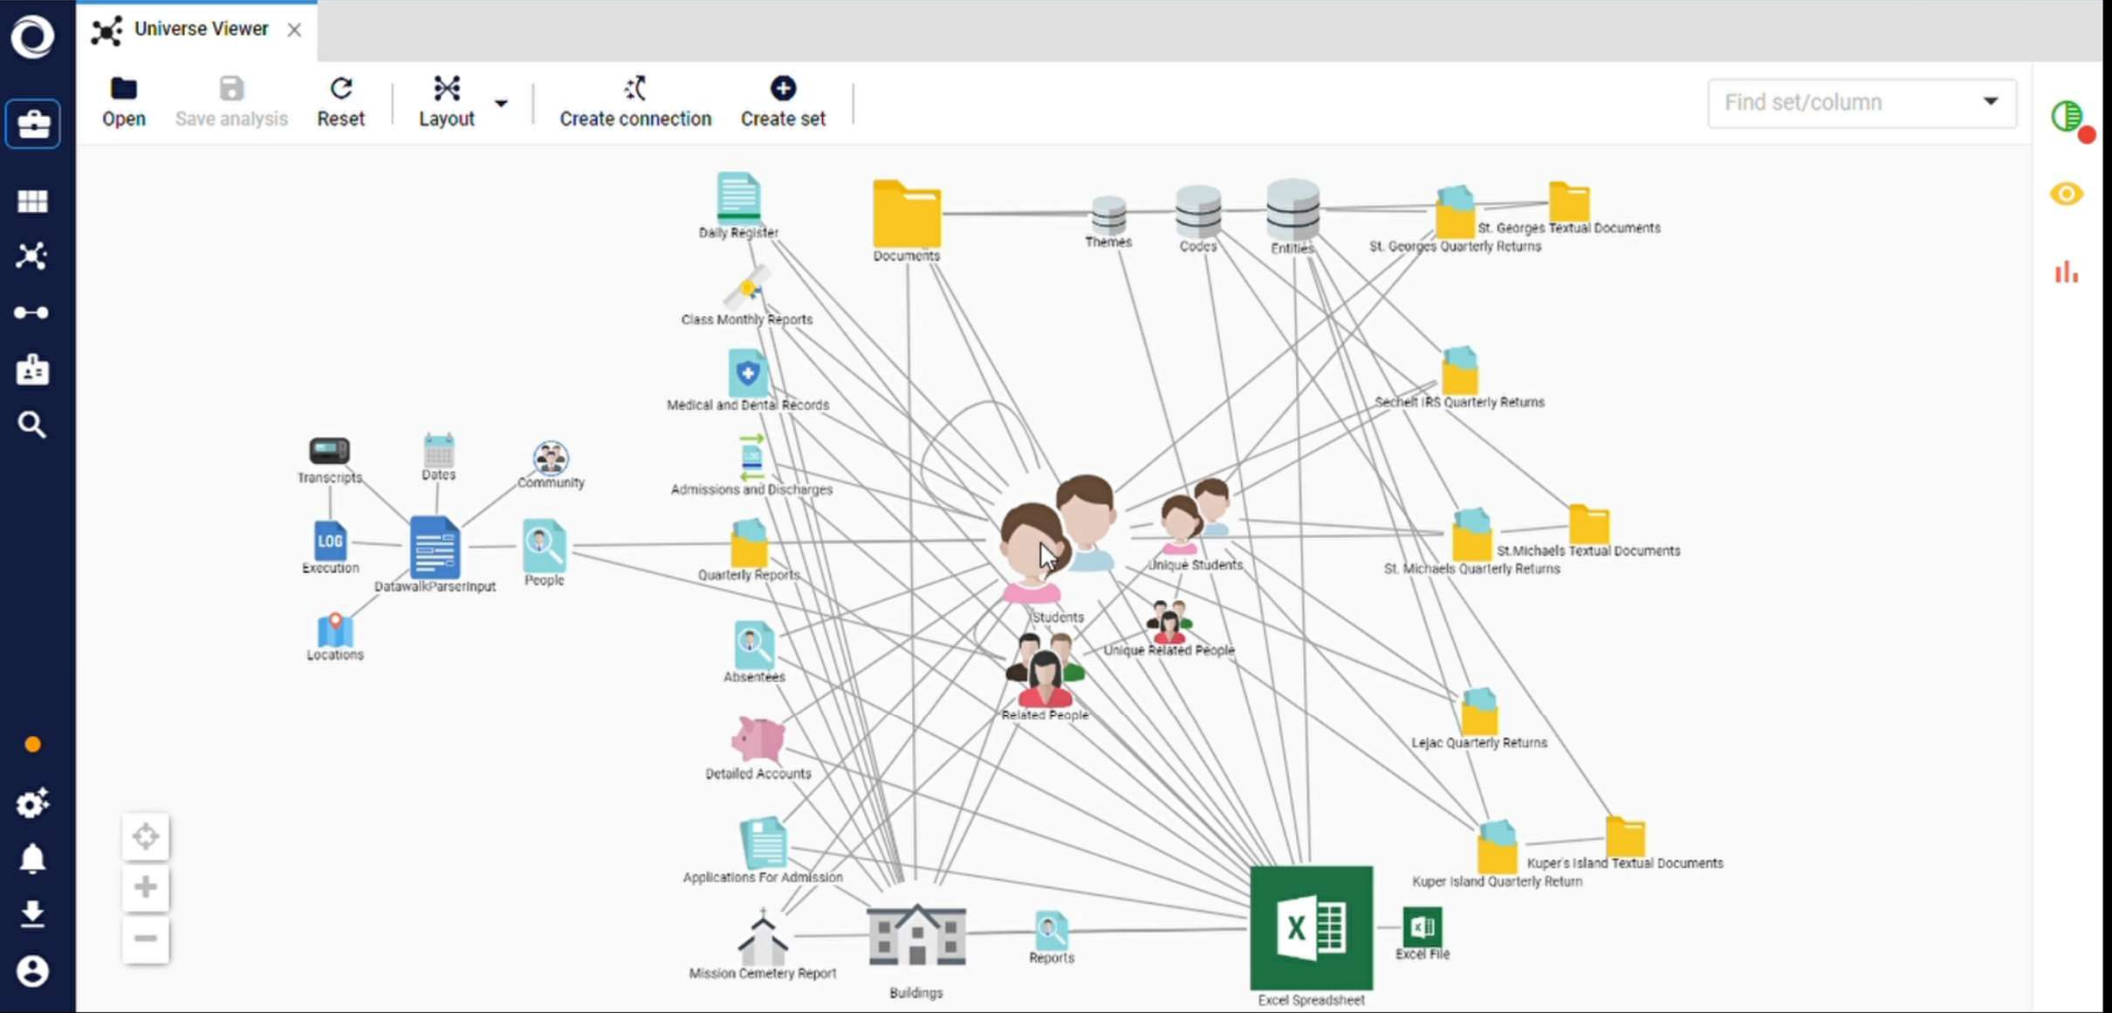 Universe Viewer
Open
Save analysis
Reset
Layout
Create connection
Create set
Find set/column
Daily Register
Documents
Themes
Codes
Entities
St. Georges Textual Documents
St. Georges Quarterly Returns
Class Monthly Reports
Medical and Dental Records
Sechelt IRS Quarterly Returns
Transcripts
Dates
Community
Admissions and Discharges
LOG
LOG
Execution
DatawalkParserInput
People
Quarterly Reports
Unique Students
St.Michaels Textual Documents
St. Michaels Quarterly Returns
Students
Locations
Unique Related People
Absentees
Related People
Lejac Quarterly Returns
Detailed Accounts
Applications For Admission
Kuper's Island Textual Documents
Kuper Island Quarterly Return
X
X
Mission Cemetery Report
Reports
Excel File
Buildings
Excel Spreadsheet